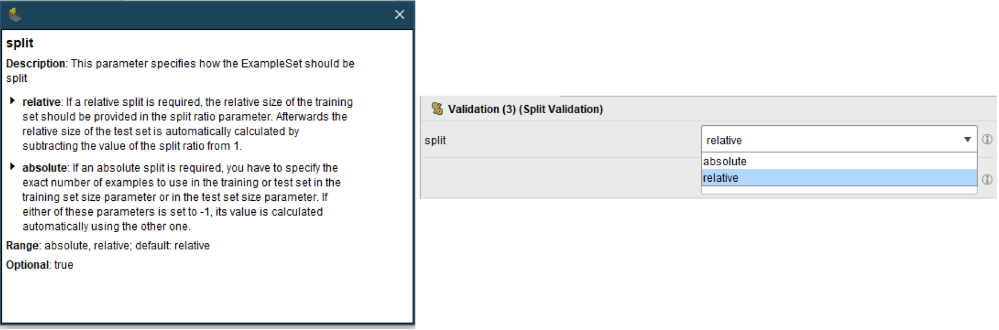 split
Description: This parameter specifies how the ExampleSet should be
split
relative: If a relative split is required, the relative size of the training
set should be provided in the split ratio parameter. Afterwards the
relative size of the test set is automatically calculated by
subtracting the value of the split ratio from 1.
absolute: If an absolute split is required, you have to specify the
exact number of examples to use in the training or test set in the
training set size parameter or in the test set size parameter. If
either of these parameters is set to -1, its value is calculated
automatically using the other one.
Range: absolute, relative; default: relative
Optional: true
Validation (3) (Split Validation)
split
relative
absolute
relative